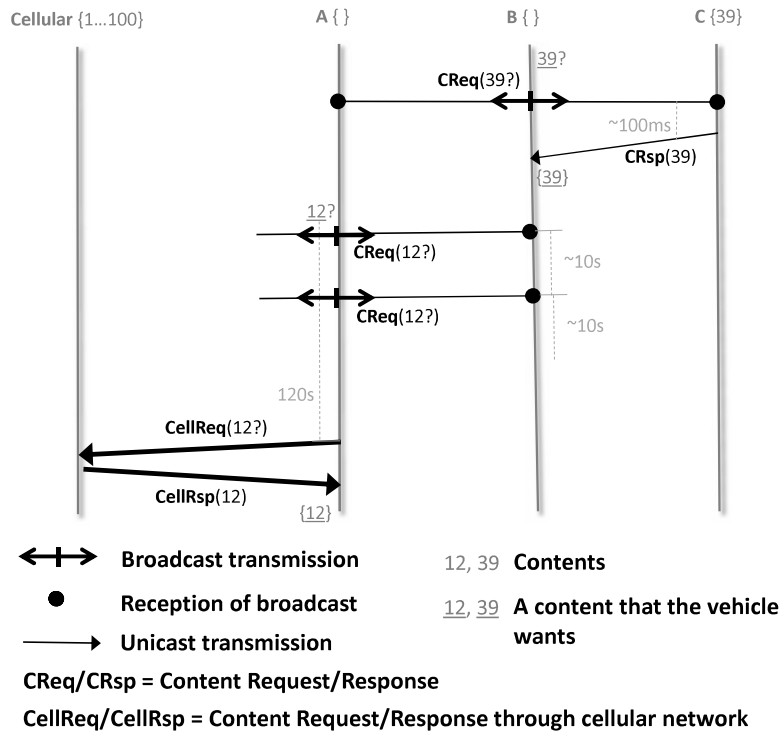 Cellular {1...100} A { } B { } C {39}
39?
CReq(39?)
~100ms
CRsp(39)
{39}
12?
CReq(12?)
~10s
CReq(12?)
~10s
120s
CellReq(12?)
CellRsp(12)
{12}
Broadcast transmission
12, 39 Contents
Reception of broadcast
12, 39 A content that the vehicle
wants
Unicast transmission
CReq/CRsp = Content Request/Response
CellReq/CellRsp = Content Request/Response through cellular network